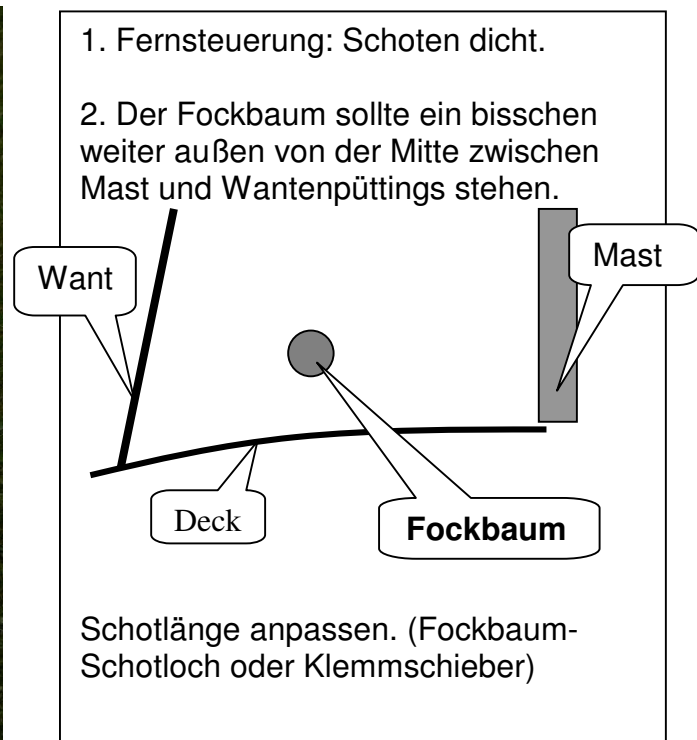 1. Fernsteuerung: Schoten dicht.
2. Der Fockbaum sollte ein bisschen
weiter außen von der Mitte zwischen
Mast und Wantenpüttings stehen.
Want
Mast
Deck
Fockbaum
Schotlänge anpassen. (Fockbaum-
Schotloch oder Klemmschieber)